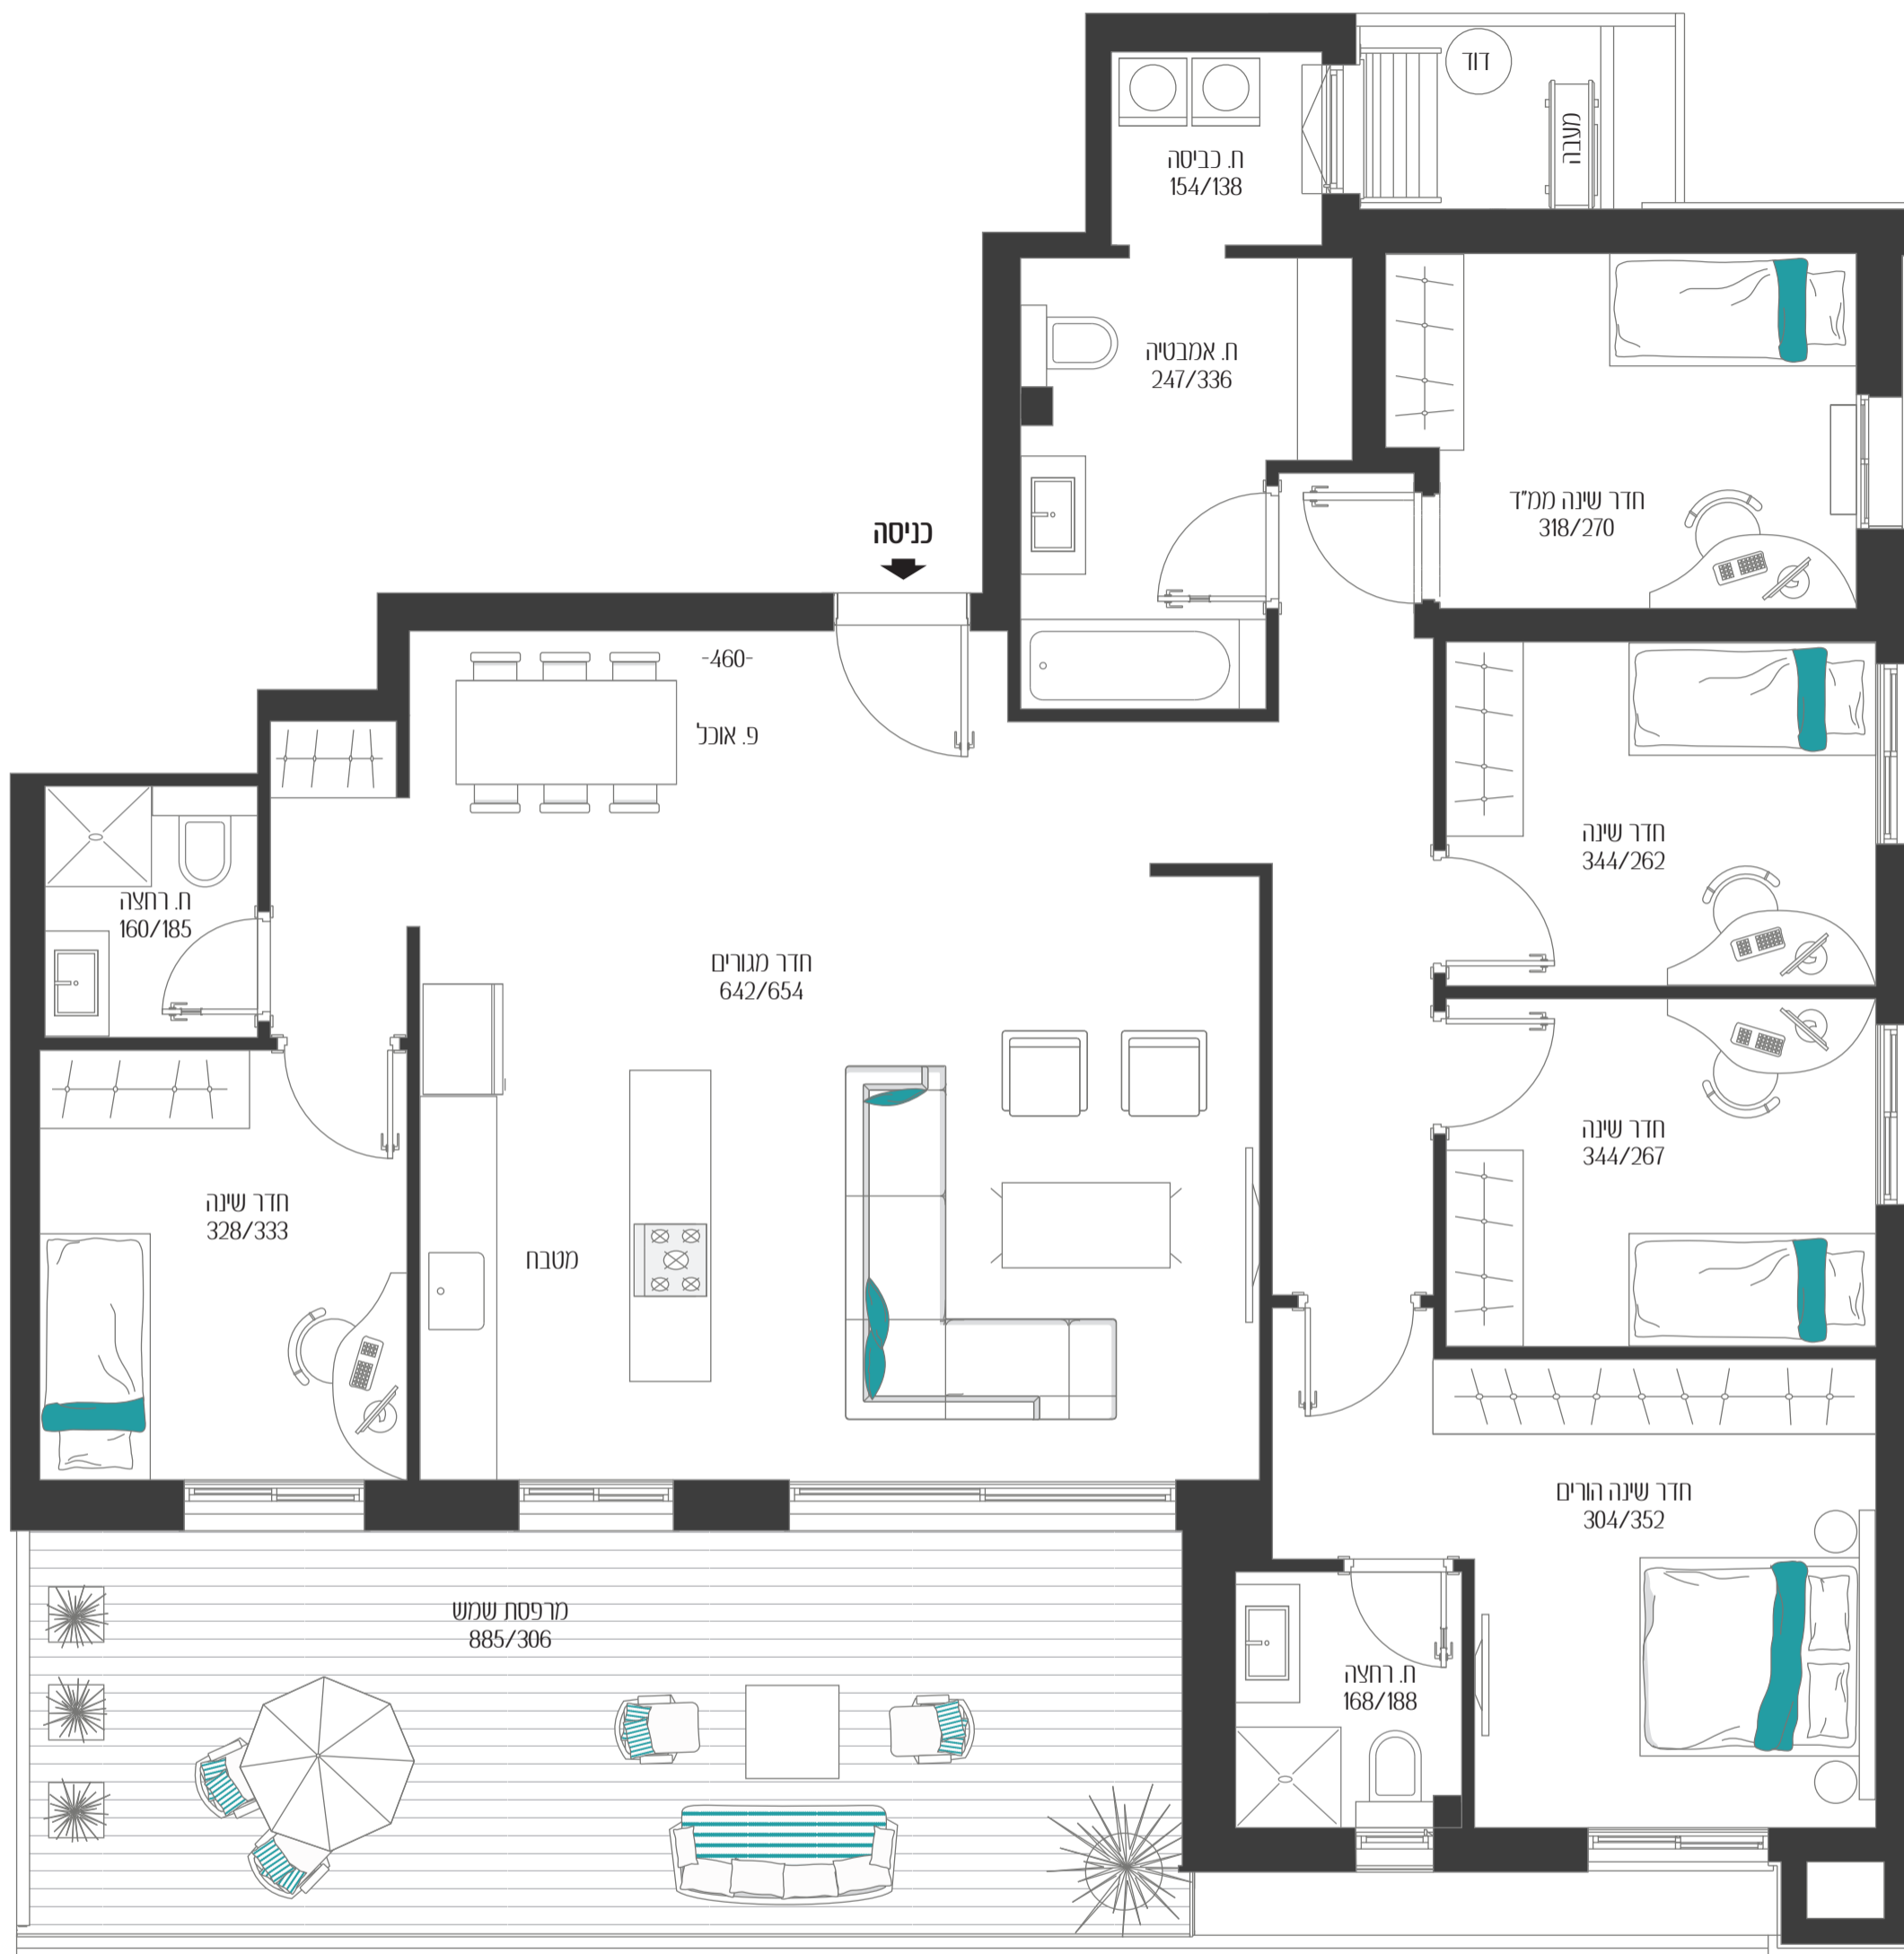 דוד
מעבה
ח. כביסה
154/138
ח. אמבטיה
247/336
חדר שינה ממ"ד
318/270
כניסה
-460-
פ. אוכל
חדר שינה
344/262
ח. רחצה
160/185
חדר מגורים
642/654
חדר שינה
344/267
חדר שינה
328/333
מטבח
חדר שינה הורים
304/352
מרפסת שמש
885/306
ח. רחצה
168/188